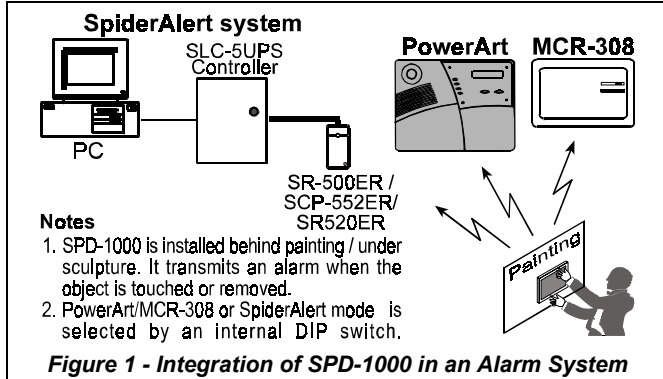 SpiderAlert system
SLC-5UPS
Controller
PowerArt
MCR-308
PC
SR-500ER /
SCP-552ER/
SR520ER
Painting
Notes
1. SPD-1000 is installed behind painting / under
sculpture. It transmits an alarm when the
object is touched or removed.
2. PowerArt/MCR-308 or SpiderAlert mode is
selected by an internal DIP switch.
Figure 1 - Integration of SPD-1000 in an Alarm System